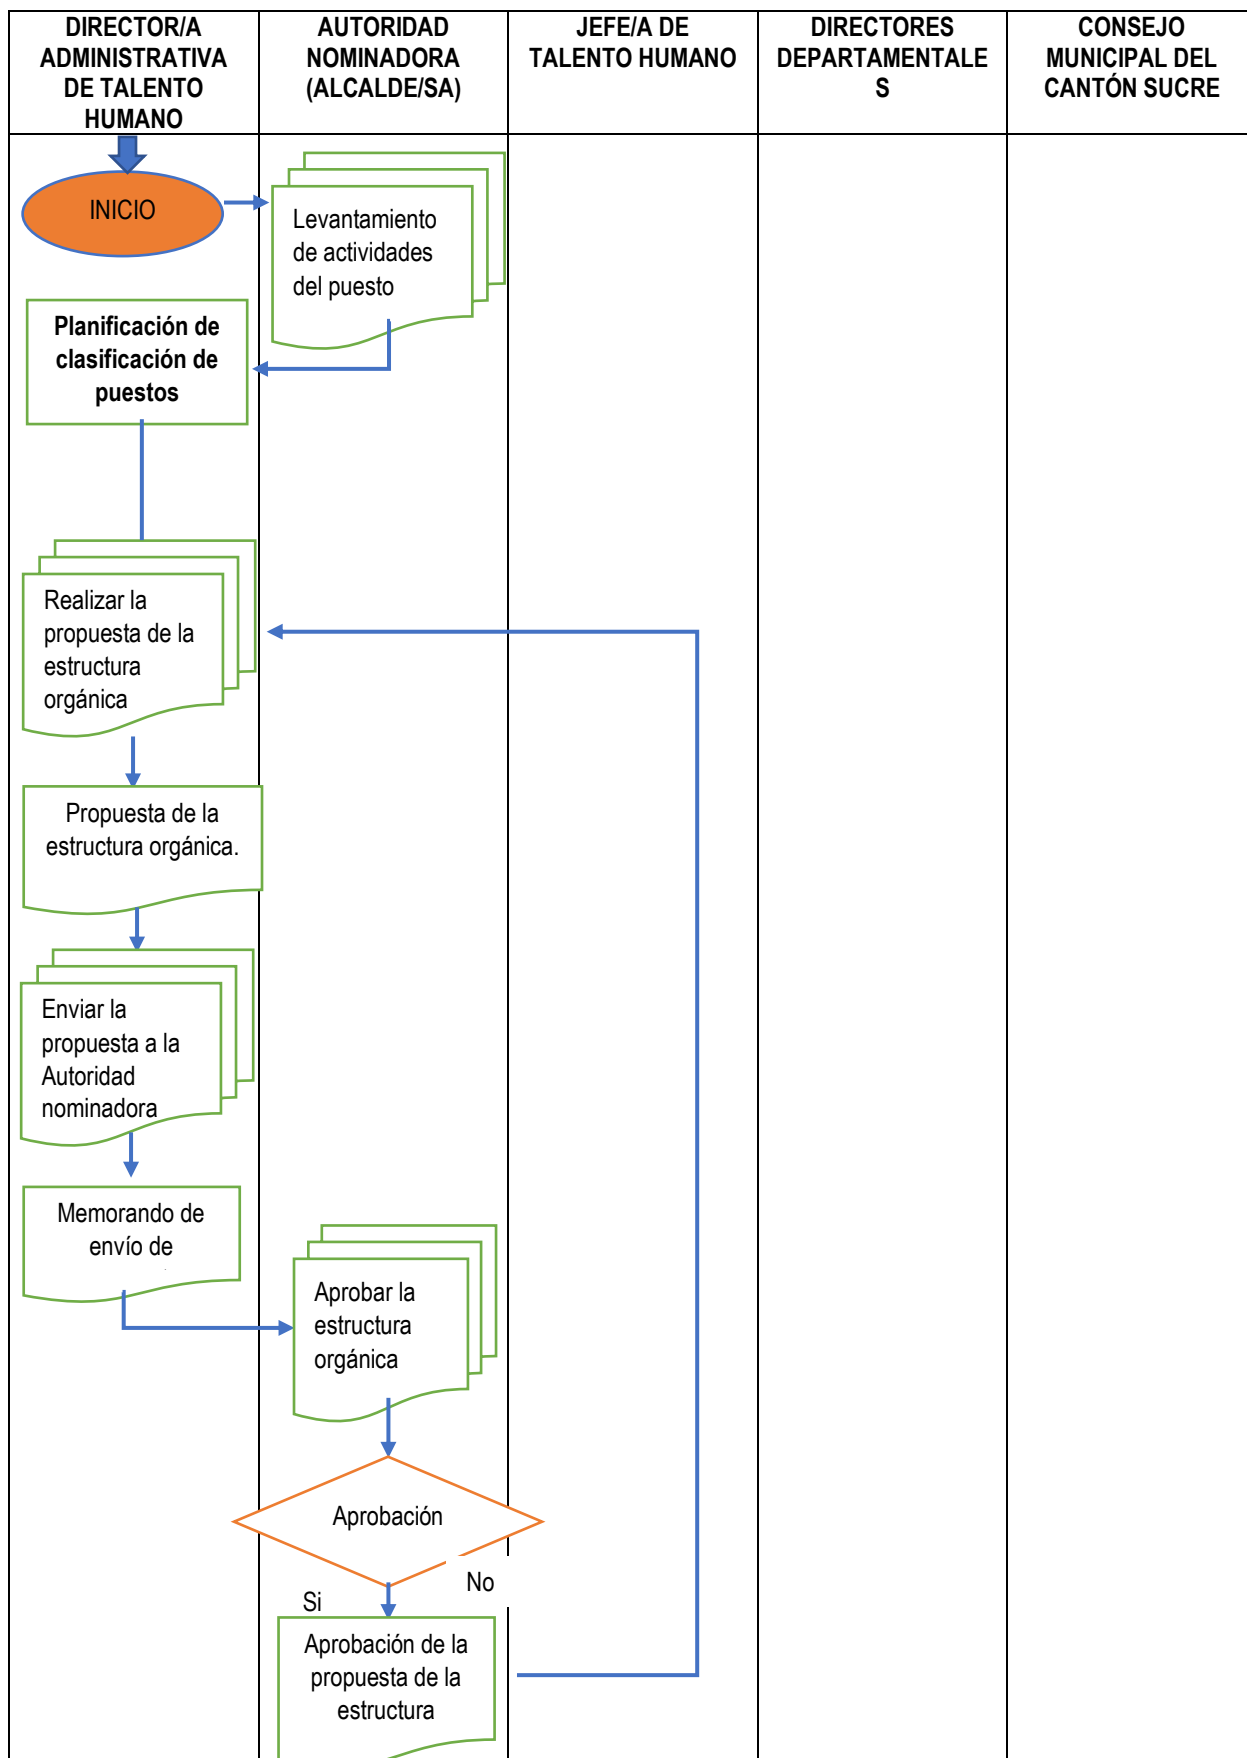 DIRECTOR/A
ADMINISTRATIVA
DE TALENTO
HUMANO
AUTORIDAD
NOMINADORA
(ALCALDE/SA)
JEFE/A DE
TALENTO HUMANO
DIRECTORES
DEPARTAMENTALE
S
CONSEJO
MUNICIPAL DEL
CANTÓN SUCRE
INICIO
Levantamiento
de actividades
del puesto
Planificación de
clasificación de
puestos
Realizar la
propuesta de la
estructura
orgánica
Propuesta de la
estructura orgánica.
Enviar la
propuesta a la
Autoridad
nominadora
Memorando de
envío de
Aprobar la
estructura
orgánica
Aprobación
No
Si
Aprobación de la
propuesta de la
estructura